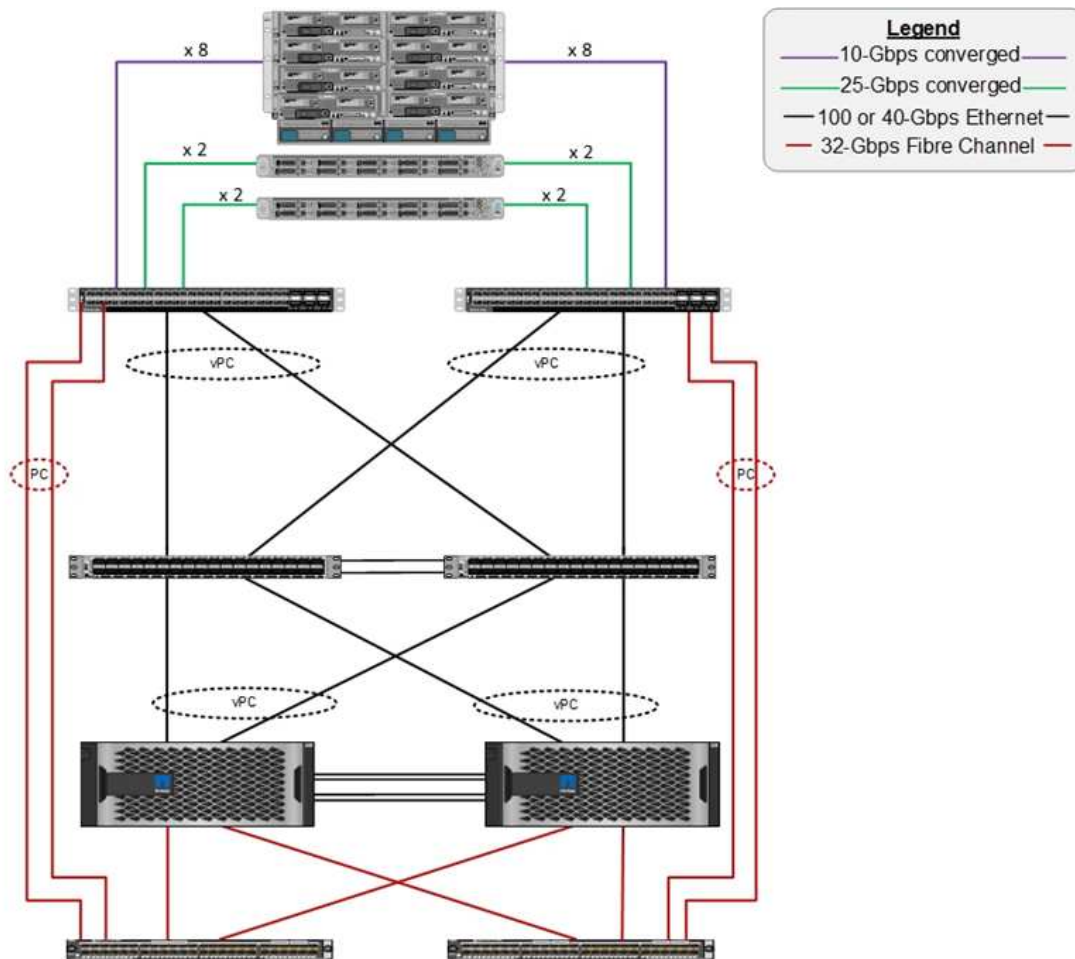 Legend
10-Gbps converged
25-Gbps converged
100 or 40-Gbps Ethernet
32-Gbps Fibre Channel
x 8
x 8
x 2
x 2
x 2
x 2
vPC
vPC
PC
PC
vPC
vPC